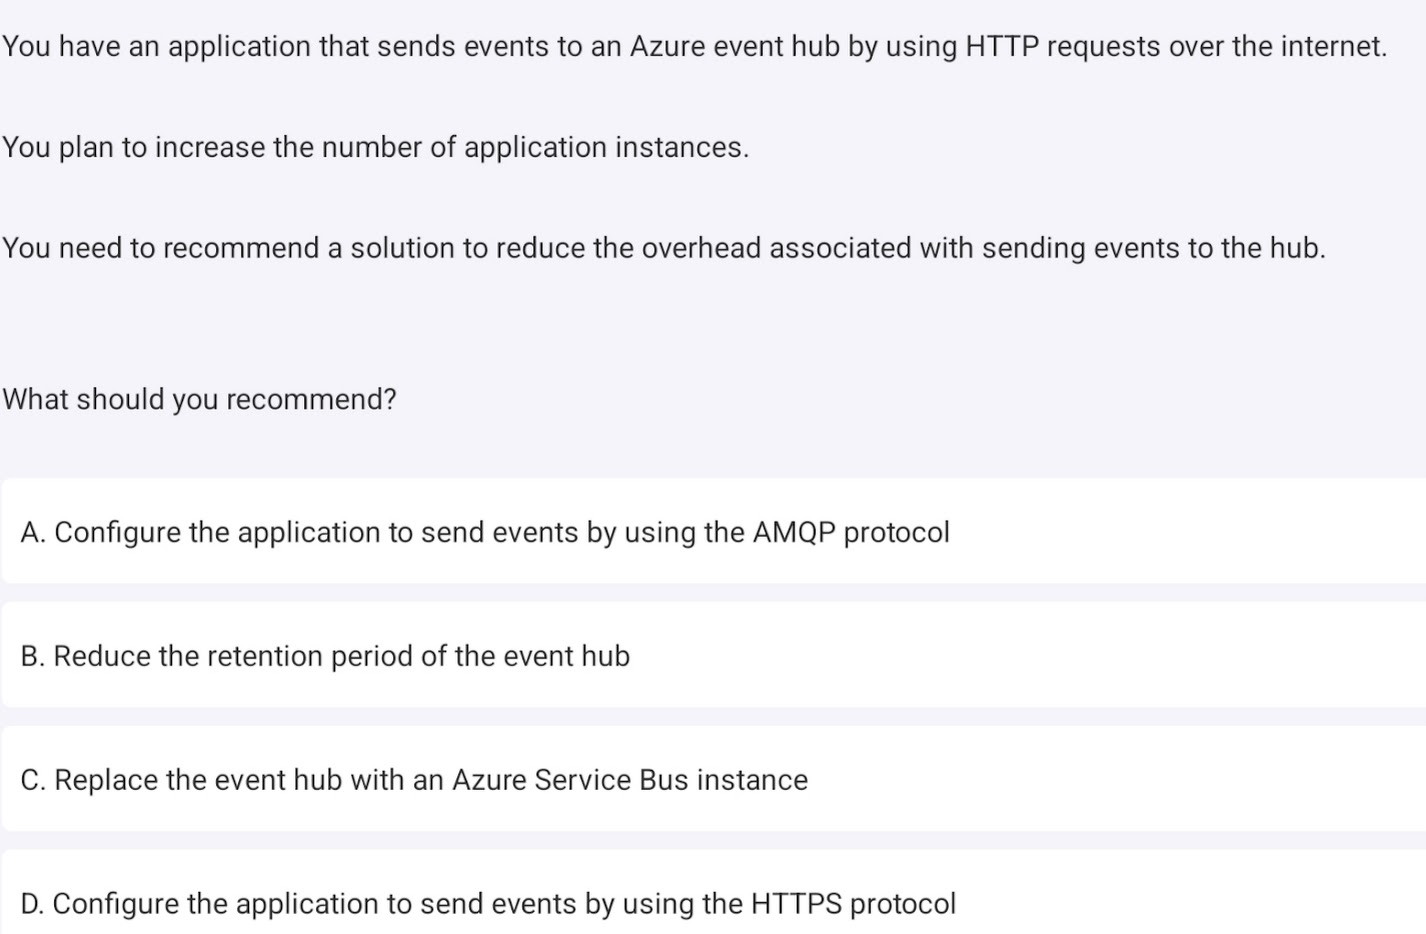 You have an application that sends events to an Azure event hub by using HTTP requests over the internet.
You plan to increase the number of application instances.
You need to recommend a solution to reduce the overhead associated with sending events to the hub.
What should you recommend?
A. Configure the application to send events by using the AMQP protocol
B. Reduce the retention period of the event hub
C. Replace the event hub with an Azure Service Bus instance
D. Configure the application to send events by using the HTTPS protocol